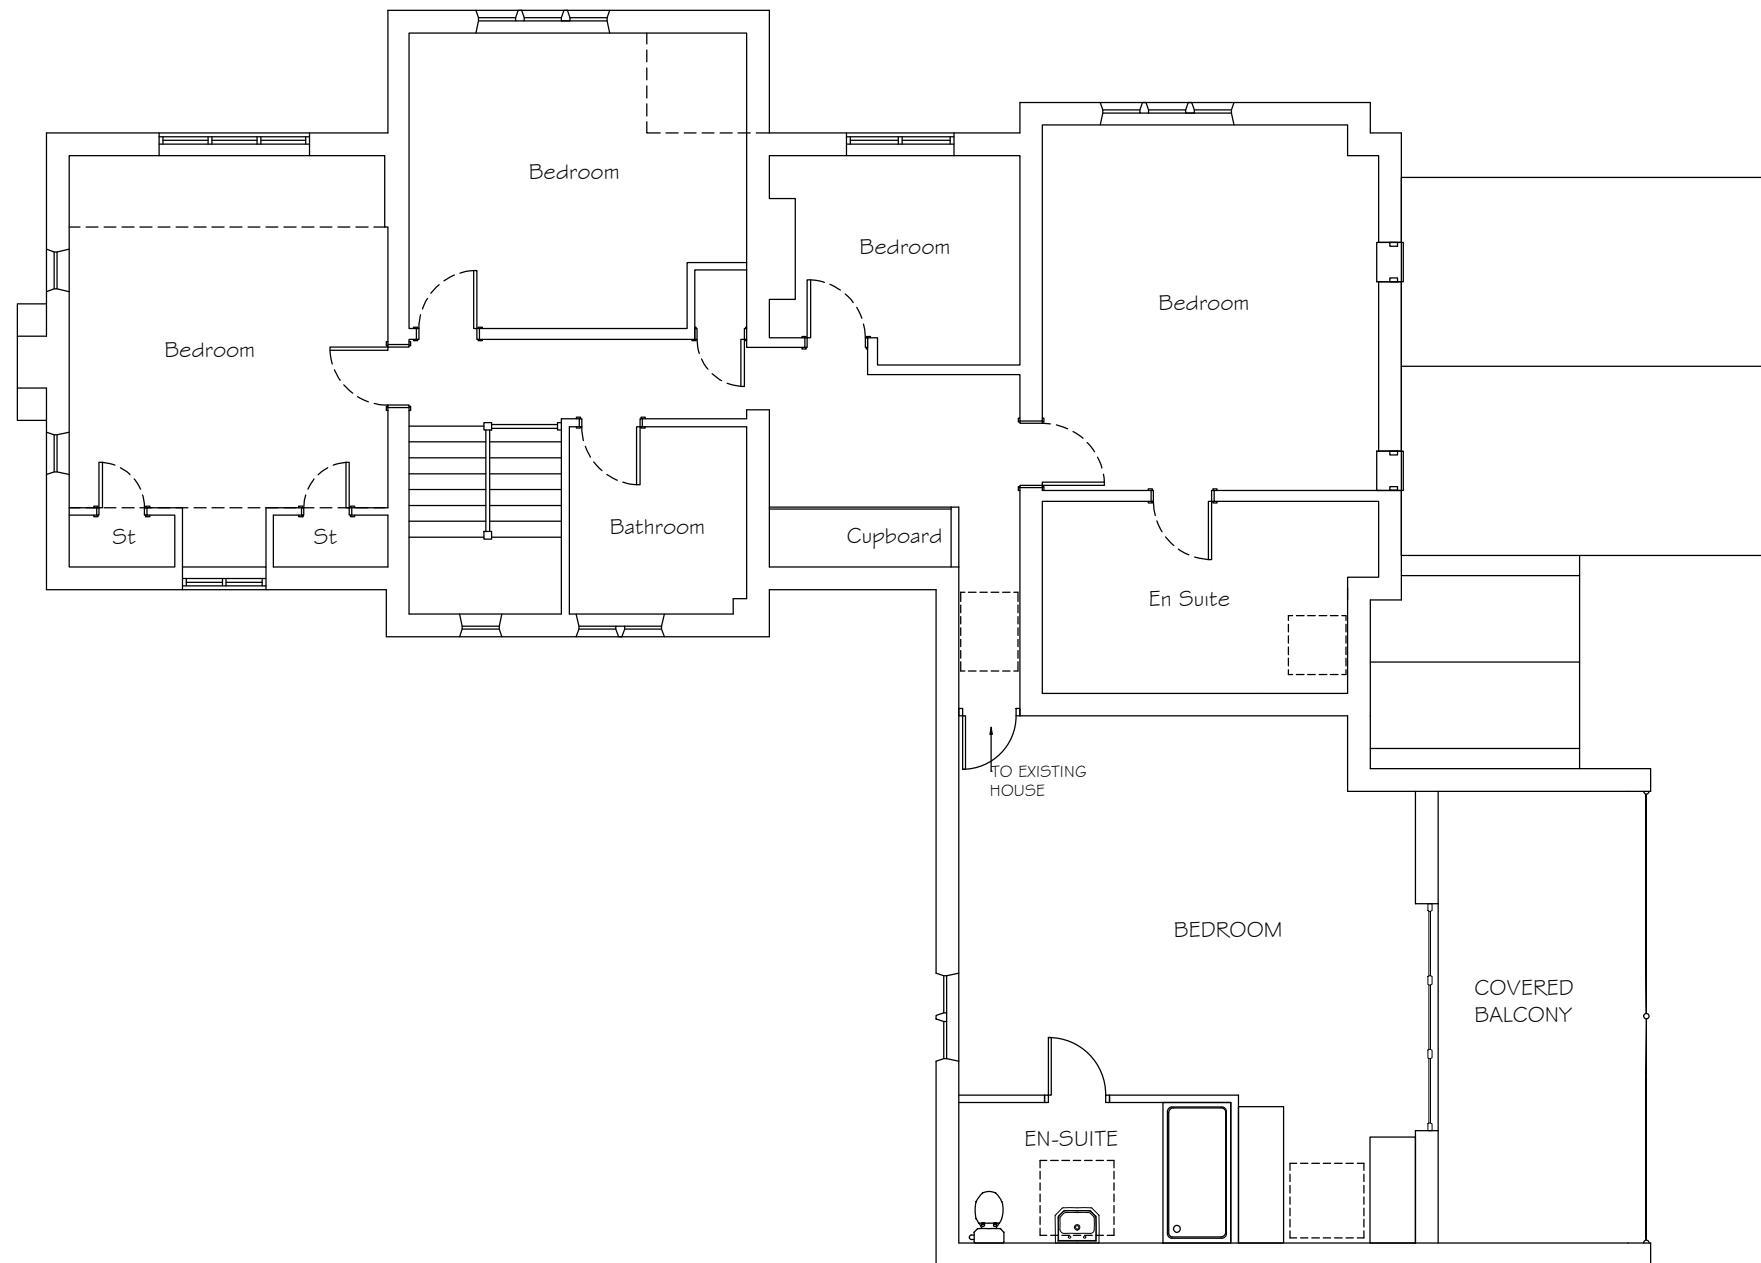 Bedroom
Bedroom
Bedroom
Bedroom
St
St
Bathroom
Cupboard
En Suite
TO EXISTING
HOUSE
BEDROOM
COVERED
BALCONY
EN-SUITE